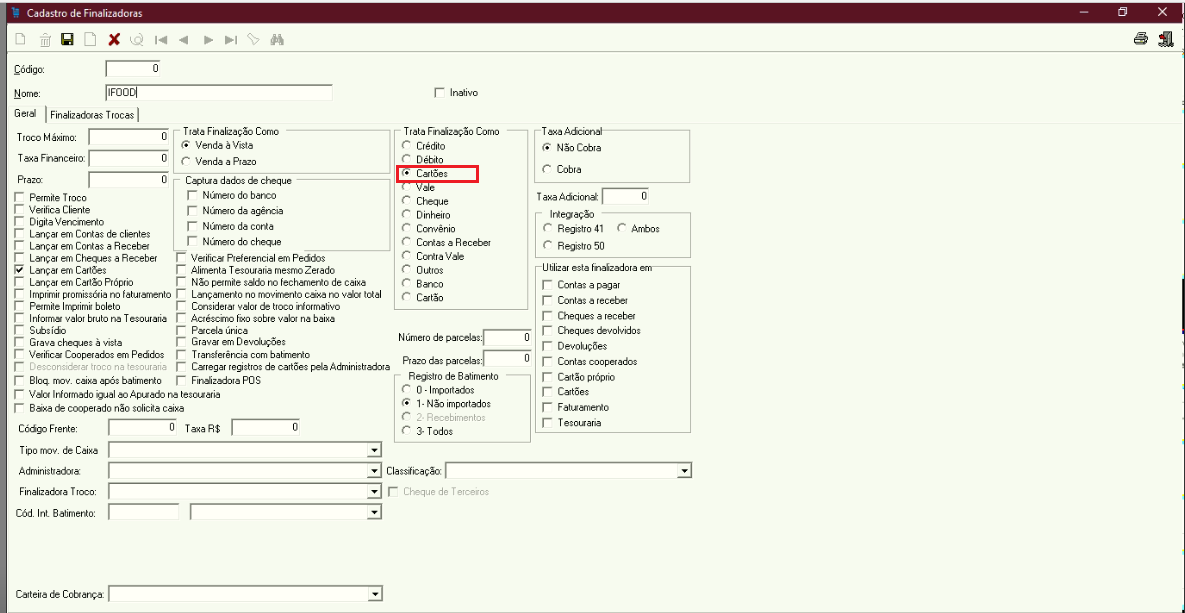 Cadastro de Finalizadoras
Código: 0
Nome: IFOOD
Inativo
Geral
Finalizadoras Trocas
Troco Máximo: 0
Taxa Financeiro: 0
Prazo: 0
Trata Finalização Como
Venda à Vista
Venda a Prazo
Captura dados de cheque
Número do banco
Número da agência
Número da conta
Número do cheque
Permite Troco
Verifica Cliente
Digita Vencimento
Lançar em Contas de clientes
Lançar em Contas a Receber
Lançar em Cheques a Receber
Lançar em Cartões
Lançar em Cartão Próprio
Imprimir promissória no faturamento
Permite Imprimir boleto
Informar valor bruto na Tesouraria
Subsídio
Grava cheques à vista
Verificar Cooperados em Pedidos
Desconsiderar troco na tesouraria
Bloq. mov. caixa após batimento
Valor Informado igual ao Apurado na tesouraria
Baixa de cooperado não solicita caixa
Verificar Preferencial em Pedidos
Alimenta Tesouraria mesmo Zerado
Não permite saldo no fechamento de caixa
Lançamento no movimento caixa no valor total
Considerar valor de troco informativo
Acréscimo fixo sobre valor na baixa
Parcela única
Gravar em Devoluções
Transferência com batimento
Carregar registros de cartões pela Administradora
Finalizadora POS
Trata Finalização Como
Crédito
Débito
Cartões
Vale
Cheque
Dinheiro
Convênio
Contas a Receber
Contra Vale
Outros
Banco
Cartão
Número de parcelas: 0
Prazo das parcelas: 0
Registro de Batimento
0 - Importados
1- Não importados
2- Recebimentos
3- Todos
Taxa Adicional
Não Cobra
Cobra
Taxa Adicional: 0
Integração
Registro 41
Ambos
Registro 50
Utilizar esta finalizadora em
Contas a pagar
Contas a receber
Cheques a receber
Cheques devolvidos
Devoluções
Contas cooperados
Cartão próprio
Cartões
Faturamento
Tesouraria
Código Frente: 0
Taxa R$ 0
Tipo mov. de Caixa
Administradora:
Classificação:
Finalizadora Troco:
Cheque de Terceiros
Cód. Int. Batimento:
Carteira de Cobrança: